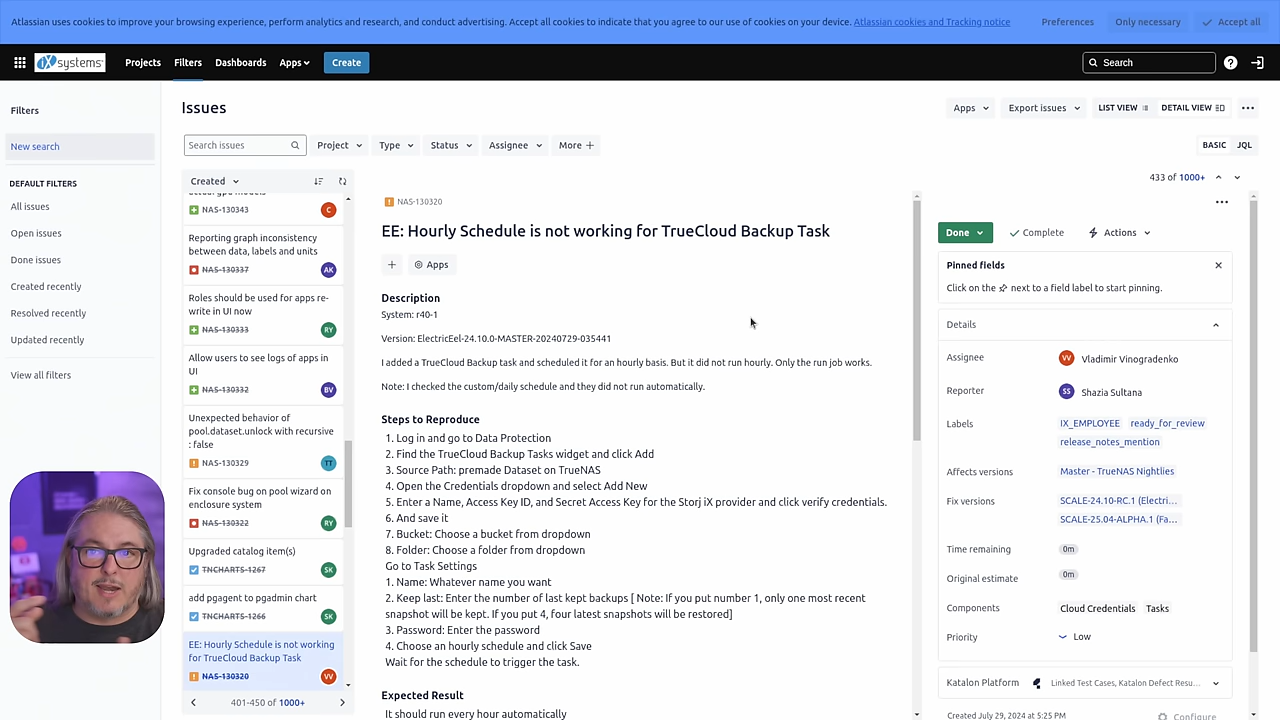 Atlassian uses cookies to improve your browsing experience, perform analytics and research, and conduct advertising. Accept all cookies to indicate that you agree to our use of cookies on your device. Atlassian cookies and Tracking notice
Preferences
Only necessary
Accept all
iXsystems
Projects
Filters
Dashboards
Apps
Create
Search
Filters
New search
DEFAULT FILTERS
All issues
Open issues
Done issues
Created recently
Resolved recently
Updated recently
View all filters
Issues
Apps
Export issues
LIST VIEW
DETAIL VIEW
Search issues
Project
Type
Status
Assignee
More +
BASIC
JQL
Created
433 of 1000+
NAS-130343
C
Reporting graph inconsistency
between data, labels and units
NAS-130337
AK
Roles should be used for apps re-
write in UI now
NAS-130333
RY
Allow users to see logs of apps in
UI
NAS-130332
BV
Unexpected behavior of
pool.dataset.unlock with recursive
: false
NAS-130329
TT
Fix console bug on pool wizard on
enclosure system
NAS-130322
RY
Upgraded catalog item(s)
TNCHARTS-1267
SK
add pgagent to pgadmin chart
TNCHARTS-1266
SK
EE: Hourly Schedule is not working
for TrueCloud Backup Task
NAS-130320
VV
401-450 of 1000+
NAS-130320
EE: Hourly Schedule is not working for TrueCloud Backup Task
Apps
Description
System: r40-1
Version: ElectricEel-24.10.0-MASTER-20240729-035441
I added a TrueCloud Backup task and scheduled it for an hourly basis. But it did not run hourly. Only the run job works.
Note: I checked the custom/daily schedule and they did not run automatically.
Steps to Reproduce
1. Log in and go to Data Protection
2. Find the TrueCloud Backup Tasks widget and click Add
3. Source Path: premade Dataset on TrueNAS
4. Open the Credentials dropdown and select Add New
5. Enter a Name, Access Key ID, and Secret Access Key for the Storj iX provider and click verify credentials.
6. And save it
7. Bucket: Choose a bucket from dropdown
8. Folder: Choose a folder from dropdown
Go to Task Settings
1. Name: Whatever name you want
2. Keep last: Enter the number of last kept backups [ Note: If you put number 1, only one most recent
snapshot will be kept. If you put 4, four latest snapshots will be restored]
3. Password: Enter the password
4. Choose an hourly schedule and click Save
Wait for the schedule to trigger the task.
Expected Result
It should run every hour automatically
Done
Complete
Actions
Pinned fields
Click on the next to a field label to start pinning.
Details
Assignee
VV Vladimir Vinogradenko
Reporter
SS Shazia Sultana
Labels
IX_EMPLOYEE ready_for_review
release_notes_mention
Affects versions
Master - TrueNAS Nightlies
Fix versions
SCALE-24.10-RC.1 (Electri...
SCALE-25.04-ALPHA.1 (Fa...
Time remaining
0m
Original estimate
0m
Components
Cloud Credentials Tasks
Priority
Low
Katalon Platform
Linked Test Cases, Katalon Defect Resu...
Created July 29, 2024 at 5:25 PM
Configure